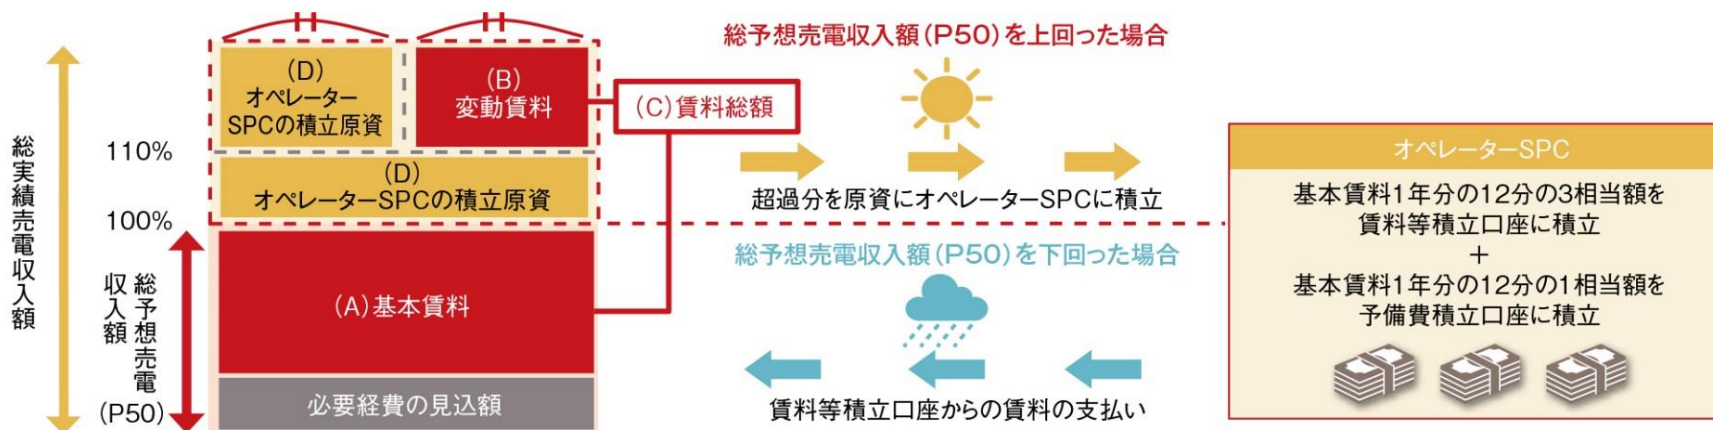 総実績売電収入額
110%
100%
総予想売電
収入額
(P50)
(D)
オペレーター
SPCの積立原資
(B)
変動賃料
(D)
オペレーターSPCの積立原資
(A)基本賃料
必要経費の見込額
(C)賃料総額
総予想売電収入額(P50)を上回った場合
超過分を原資にオペレーターSPCに積立
総予想売電収入額(P50)を下回った場合
賃料等積立口座からの賃料の支払い
オペレーターSPC
基本賃料1年分の12分の3相当額を
賃料等積立口座に積立
+
基本賃料1年分の12分の1相当額を
予備費積立口座に積立